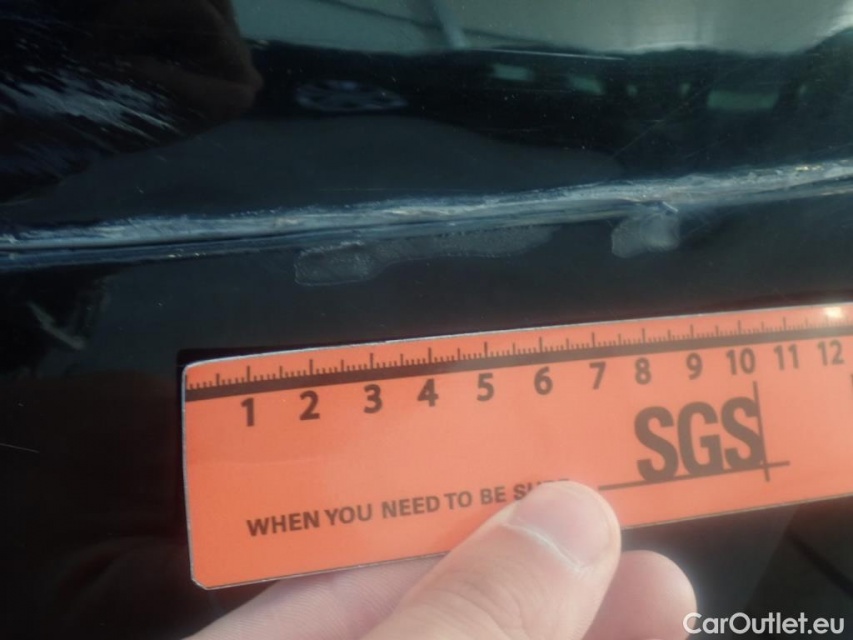 1 2 3 4 5 6 7 8 9 10 11 12
SGS
WHEN YOU NEED TO BE
CarOutlet.eu